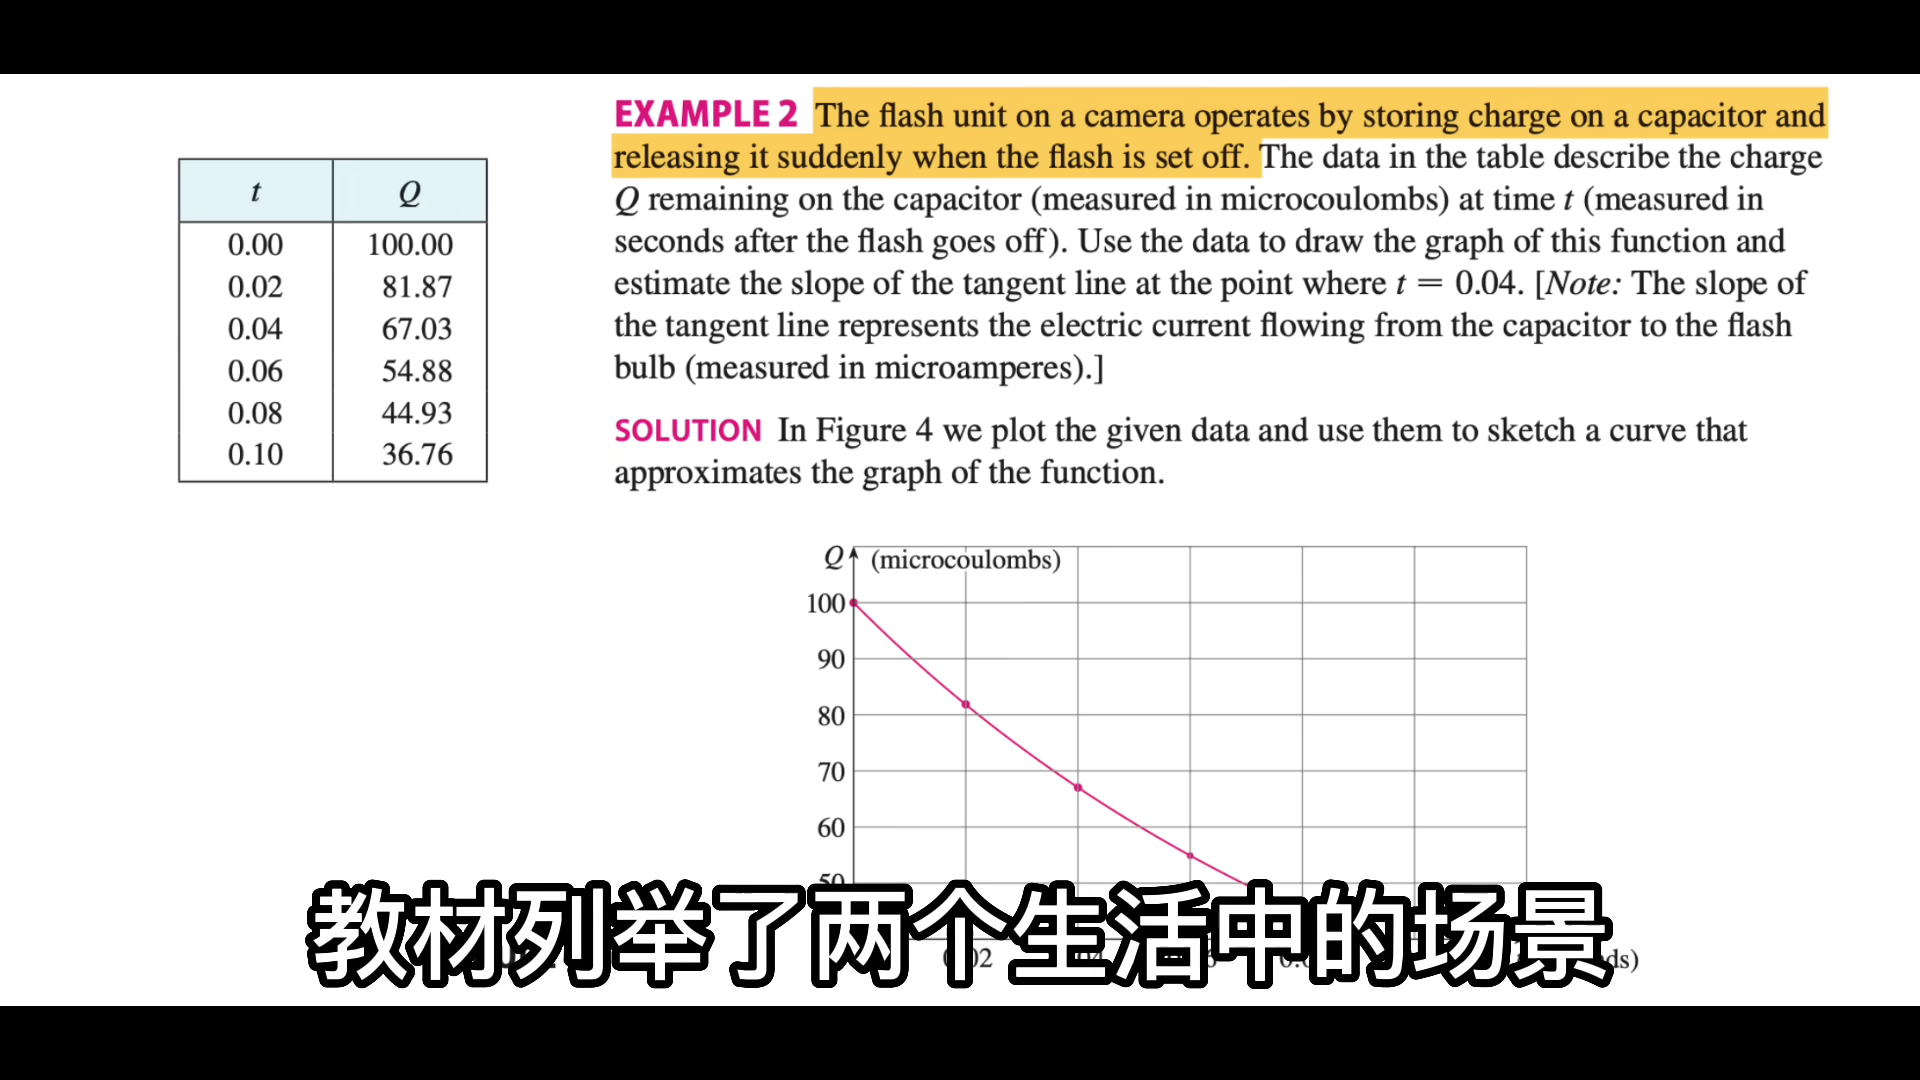 EXAMPLE 2 The flash unit on a camera operates by storing charge on a capacitor and
releasing it suddenly when the flash is set off. The data in the table describe the charge
Q remaining on the capacitor (measured in microcoulombs) at time t (measured in
seconds after the flash goes off). Use the data to draw the graph of this function and
estimate the slope of the tangent line at the point where t = 0.04. [Note: The slope of
the tangent line represents the electric current flowing from the capacitor to the flash
bulb (measured in microamperes).]
t Q
0.00 100.00
0.02 81.87
0.04 67.03
0.06 54.88
0.08 44.93
0.10 36.76
SOLUTION In Figure 4 we plot the given data and use them to sketch a curve that
approximates the graph of the function.
Q (microcoulombs)
100
90
80
70
60
50
教材列举了两个生活中的场景